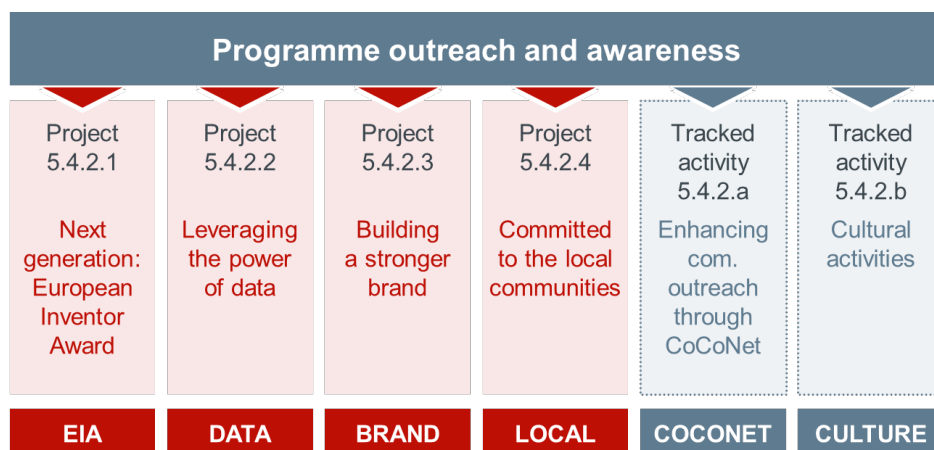 Programme outreach and awareness
Project
5.4.2.1
Next
generation:
European
Inventor
Award
EIA
Project
5.4.2.2
Leveraging
the power
of data
DATA
Project
5.4.2.3
Building
a stronger
brand
BRAND
Project
5.4.2.4
Committed
to the local
communities
LOCAL
Tracked
activity
5.4.2.a
Enhancing
com.
outreach
through
CoCoNet
COCONET
Tracked
activity
5.4.2.b
Cultural
activities
CULTURE